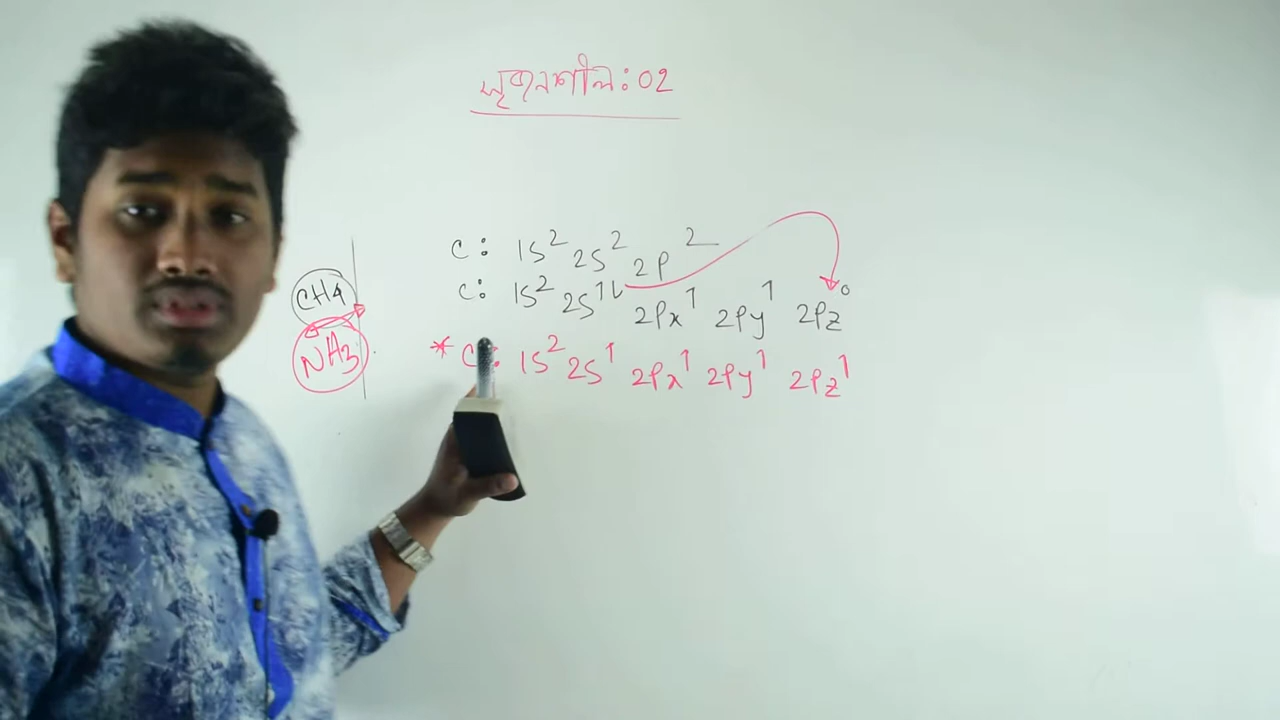 সৃজনশীল: 02
C: 1S² 2S² 2P²
C: 1S² 2S¹⇂ 2Px¹ 2Py¹ 2Pz⁰
CH4
* C: 1S² 2S¹ 2Px¹ 2Py¹ 2Pz¹
NH3